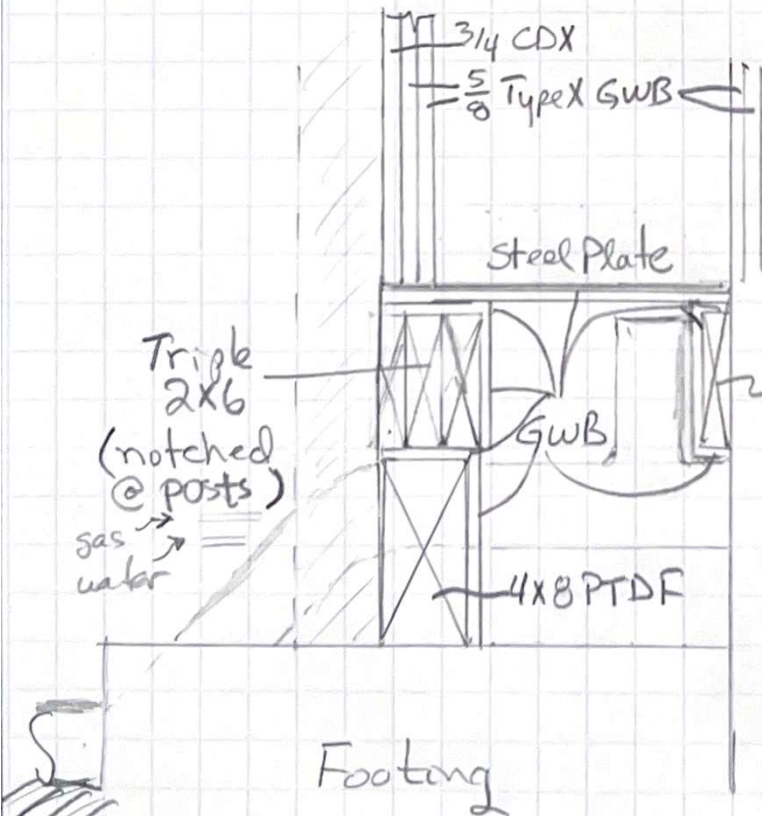 3/4 CDX
5/8 Type X GWB
Steel Plate
Triple
2x6
(notched
@ posts)
GWB
gas
water
4x8 PTDF
Footing